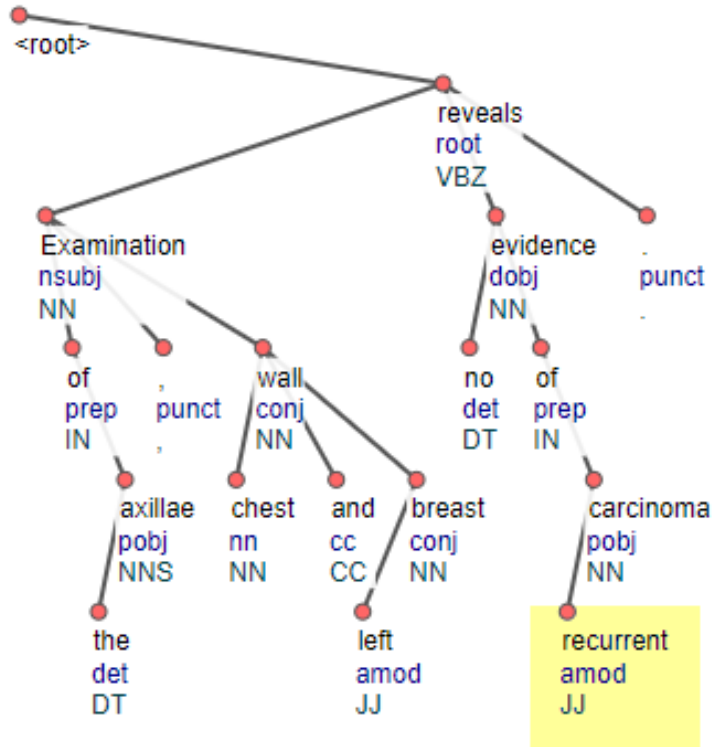 <root>
reveals
root
VBZ
Examination evidence .
nsubj dobj punct
NN NN .
of , wall no of
prep punct conj det prep
IN , NN DT IN
axillae chest and breast carcinoma
pobj nn cc conj pobj
NNS NN CC NN NN
the left recurrent
det amod amod
DT JJ JJ